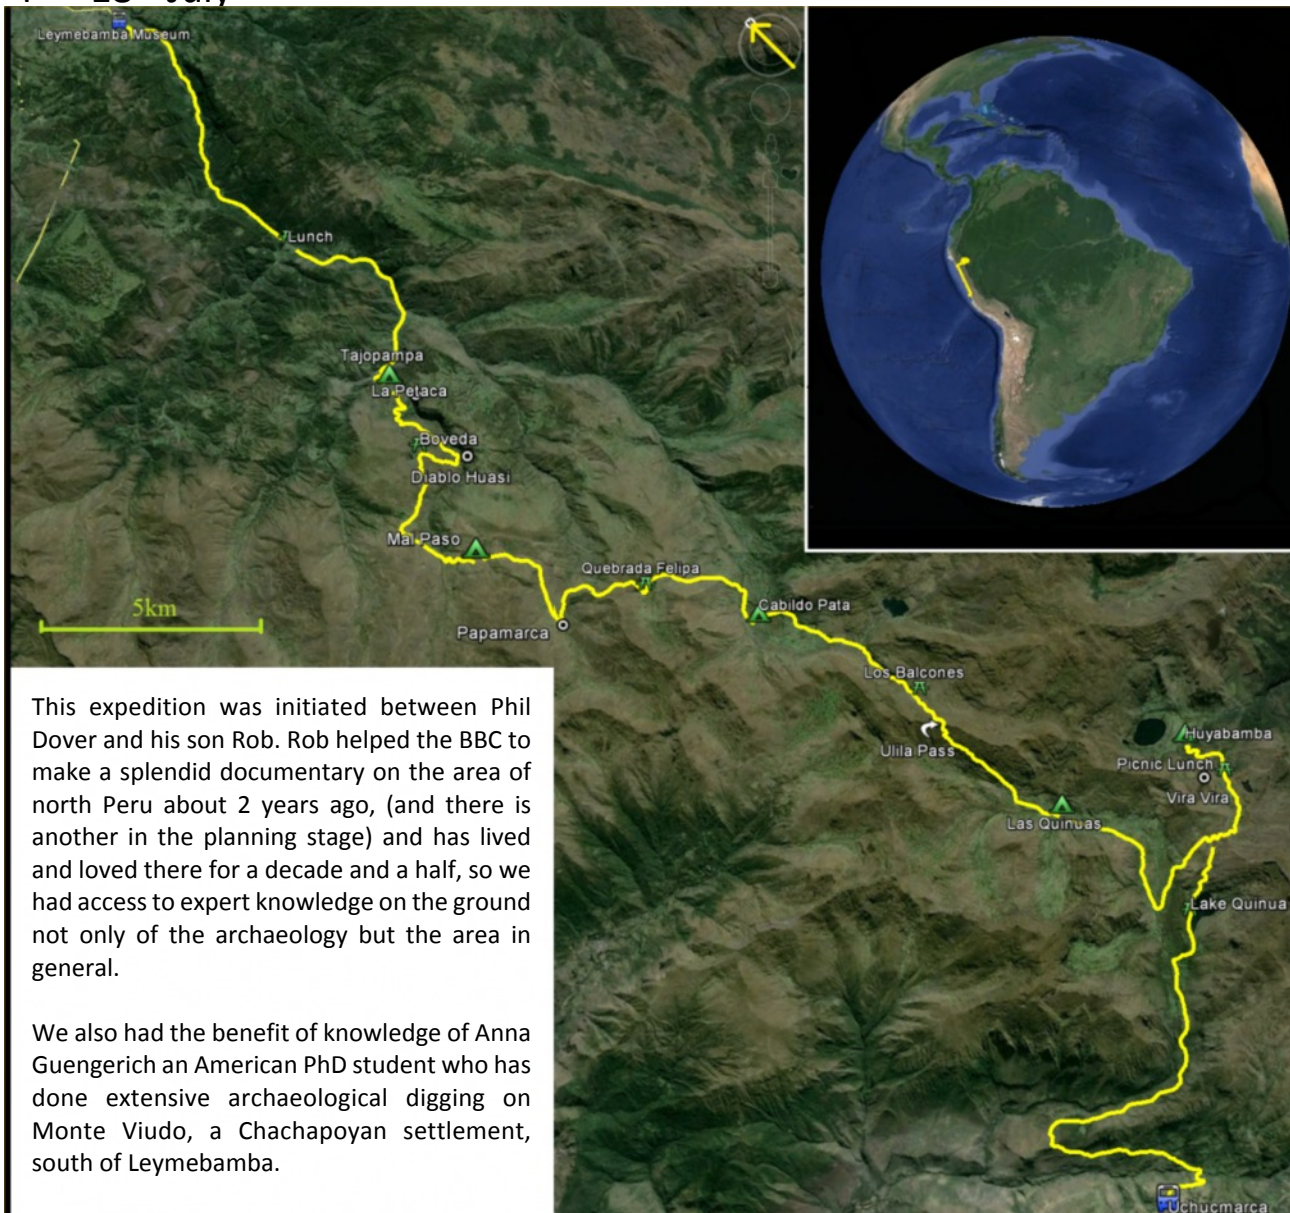 July
Leymebamba Museum
Lunch
Tajopampa
La Petaca
Boveda
Diablo Huasi
Mal Paso
Quebrada Felipa
Cabildo Pata
5km
Papamarca
Los Balcones
Ulila Pass
Huyabamba
Picnic Lunch
Vira Vira
Las Quinuas
Lake Quinua
Uchucmarca
This expedition was initiated between Phil
Dover and his son Rob. Rob helped the BBC to
make a splendid documentary on the area of
north Peru about 2 years ago, (and there is
another in the planning stage) and has lived
and loved there for a decade and a half, so we
had access to expert knowledge on the ground
not only of the archaeology but the area in
general.
We also had the benefit of knowledge of Anna
Guengerich an American PhD student who has
done extensive archaeological digging on
Monte Viudo, a Chachapoyan settlement,
south of Leymebamba.